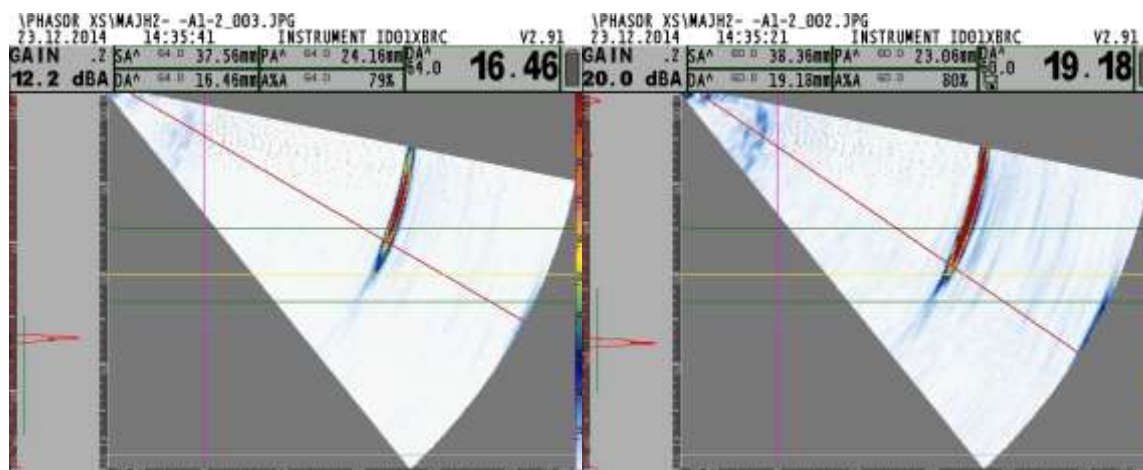 \PHASOR XS\MAJH2- -A1-2_003.JPG
23.12.2014 14:35:41 INSTRUMENT ID01XBRC V2.91
GAIN .2 SA^ 37.56mm PA^ 24.16mm DA^ 64.0 16.46
12.2 dBA DA^ 16.46mm A%A 79%
\PHASOR XS\MAJH2- -A1-2_002.JPG
23.12.2014 14:35:21 INSTRUMENT ID01XBRC V2.91
GAIN .2 SA^ 38.36mm PA^ 23.06mm DA^ 19.18
20.0 dBA DA^ 19.18mm A%A 80%